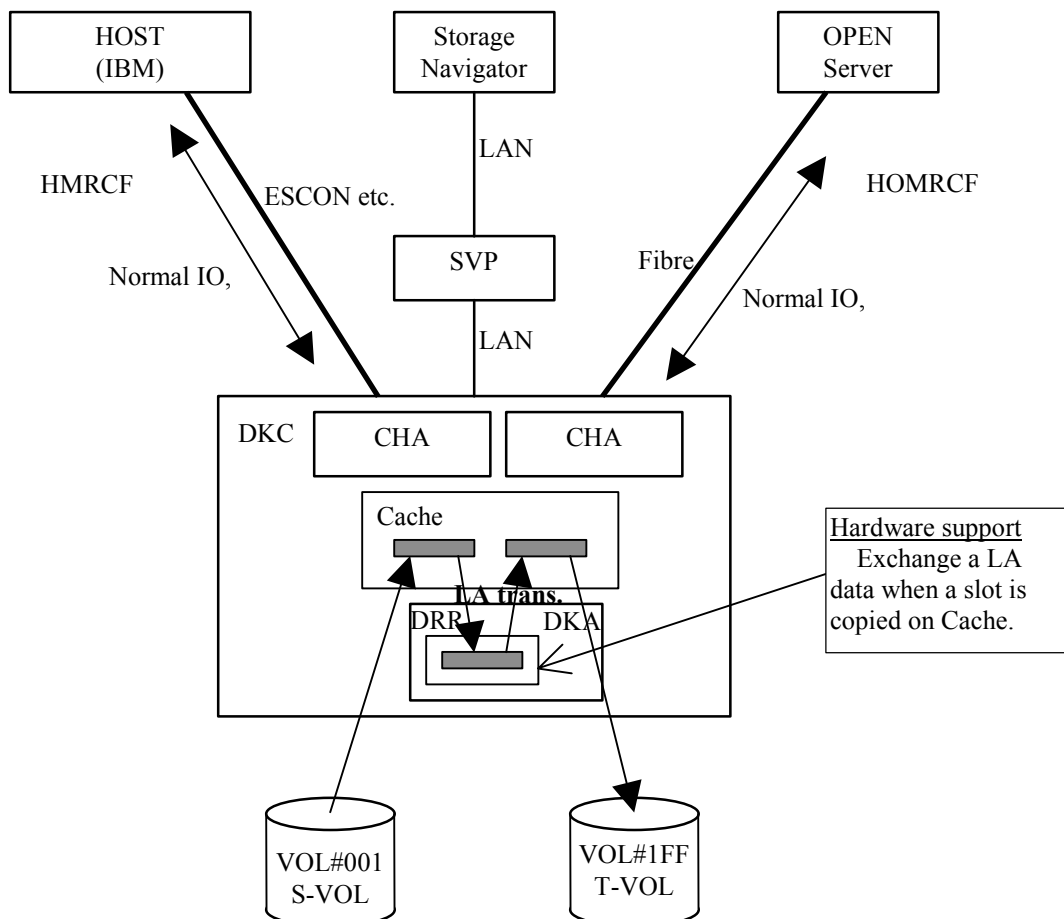 HOST
(IBM)
Storage
Navigator
OPEN
Server
LAN
HMRCF
HOMRCF
ESCON etc.
SVP
Fibre
Normal IO,
Normal IO,
LAN
DKC
CHA
CHA
Cache
Hardware support
Exchange a LA
data when a slot is
copied on Cache.
LA trans.
DRR
DKA
VOL#001
S-VOL
VOL#1FF
T-VOL